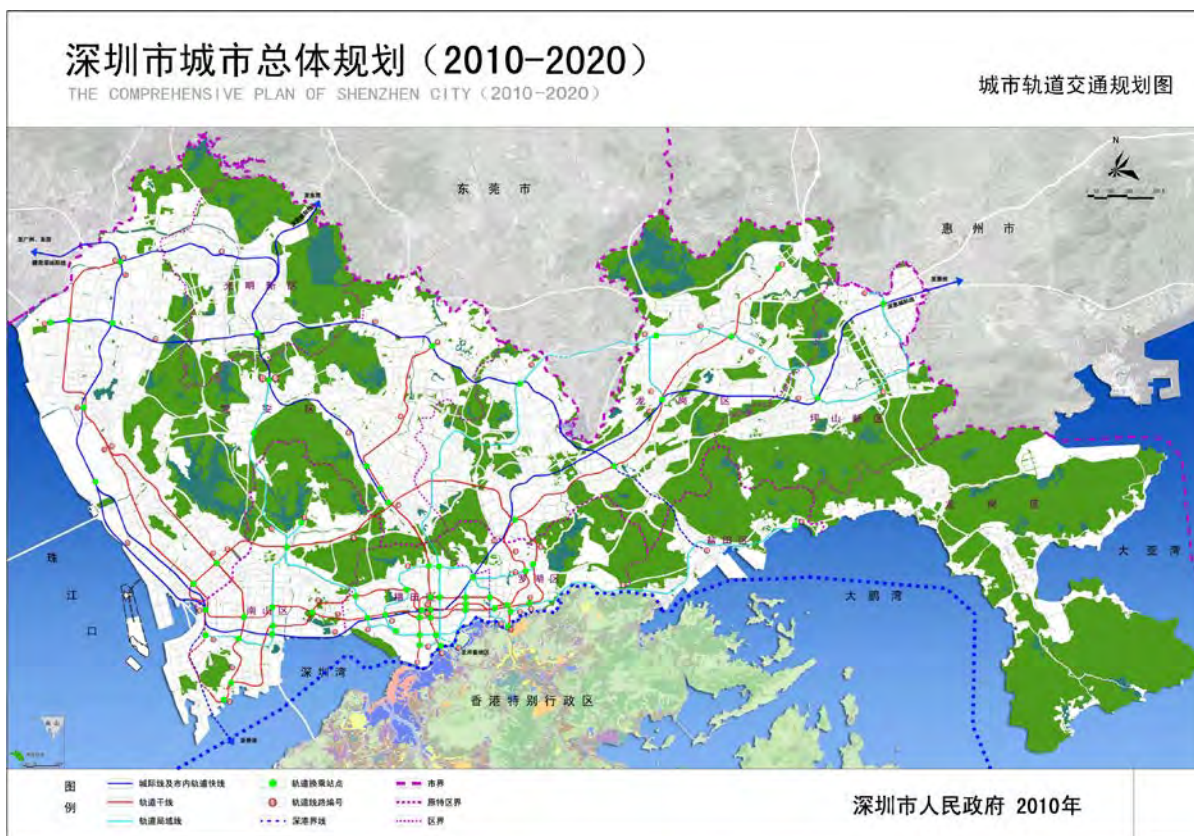 深圳市城市总体规划（2010-2020）
THE COMPREHENSIVE PLAN OF SHENZHEN CITY (2010-2020)
城市轨道交通规划图
N
东莞市
惠州市
光明新区
宝安区
龙岗区
坪山新区
龙岗区
盐田区
罗湖区
福田区
南山区
大亚湾
大鹏湾
深圳湾
珠江口
香港特别行政区
图例
城际线及市内轨道快线
轨道换乘站点
市界
轨道干线
轨道线路编号
原特区界
轨道局域线
深港界线
区界
深圳市人民政府 2010年